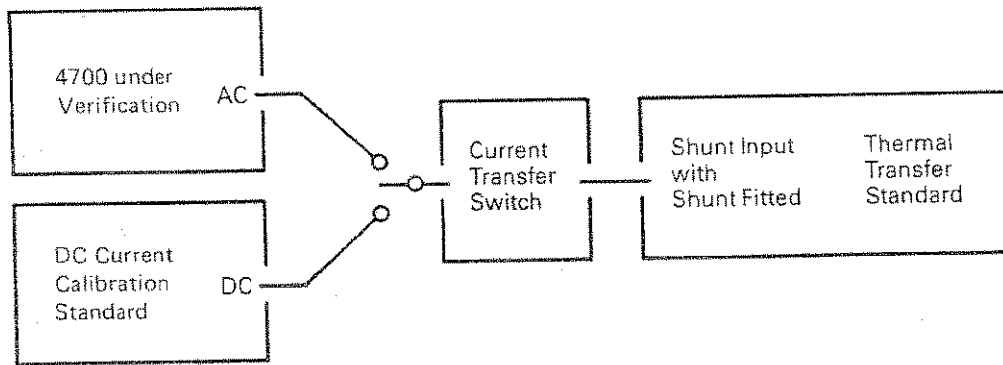 4700 under
Verification
AC
DC Current
Calibration
Standard
DC
Current
Transfer
Switch
Shunt Input
with
Shunt Fitted
Thermal
Transfer
Standard